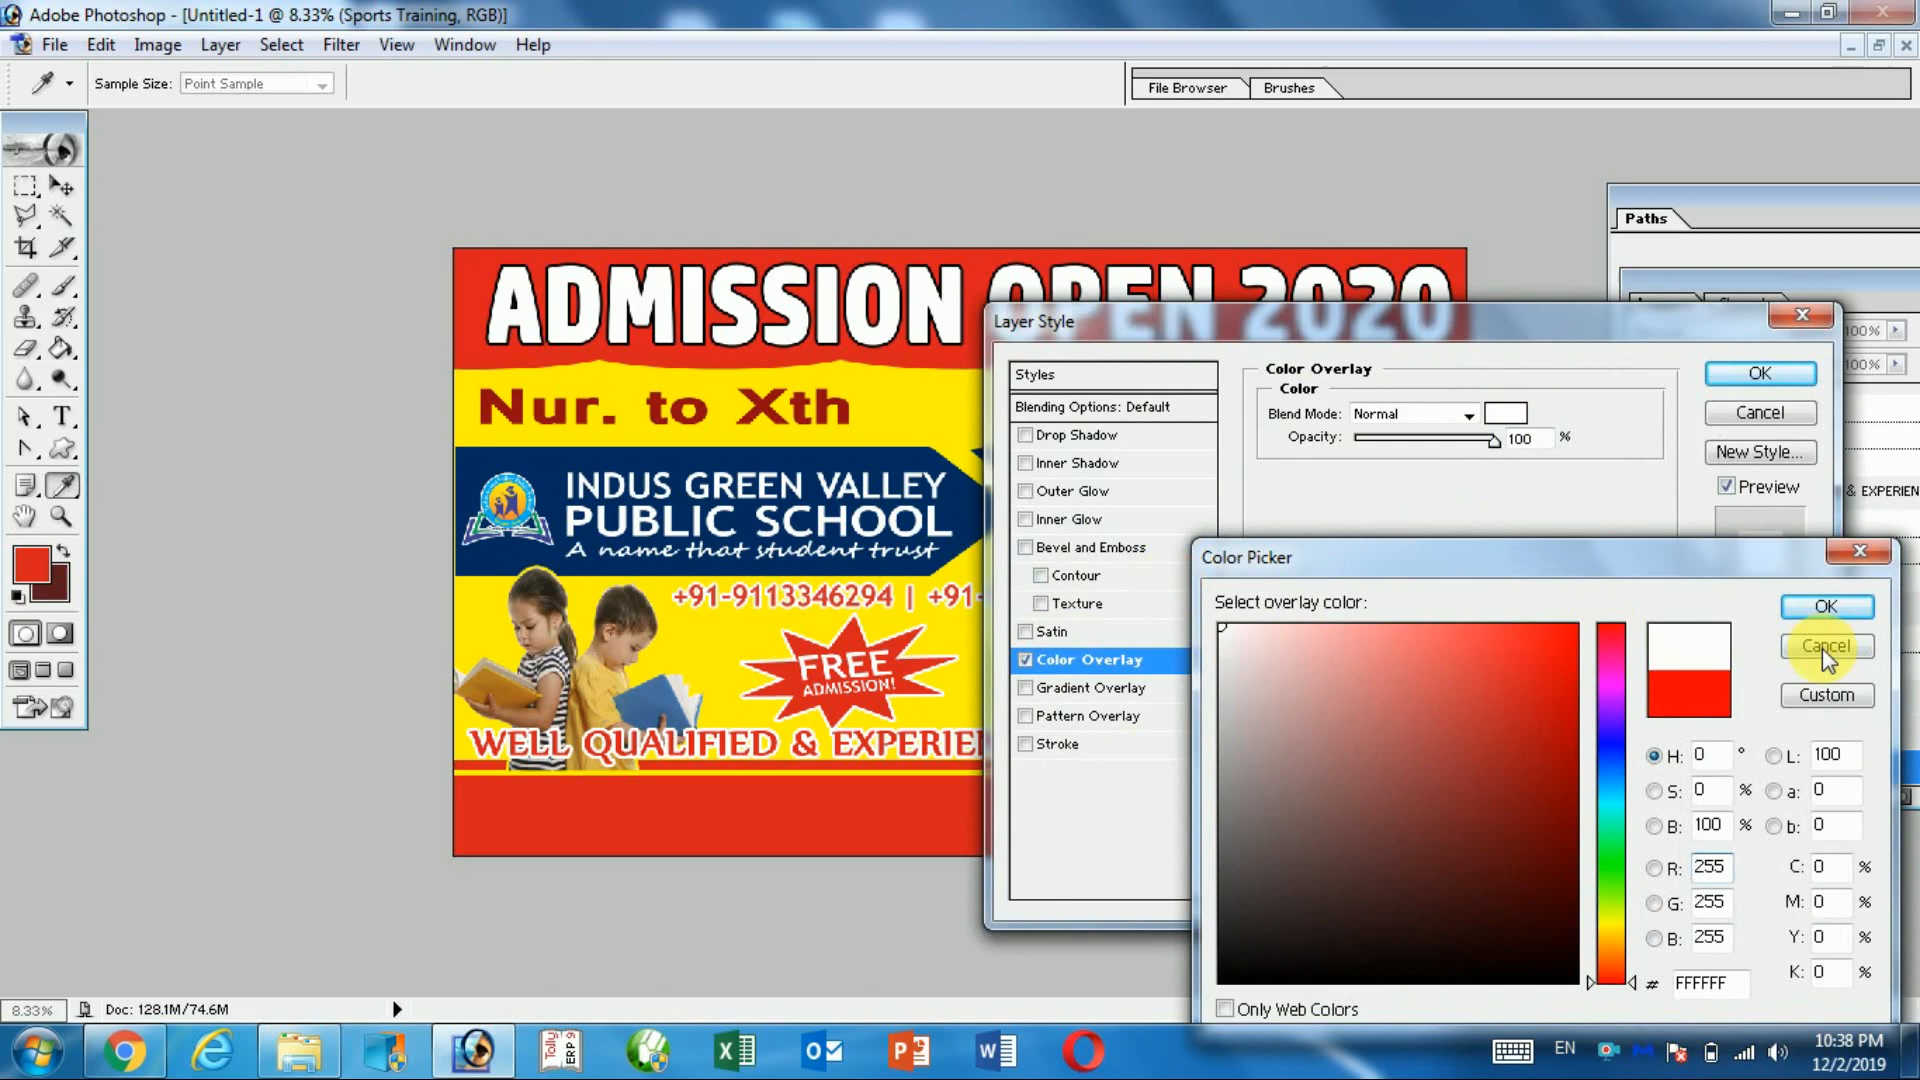 Adobe Photoshop - [Untitled-1 @ 8.33% (Sports Training, RGB)]
File Edit Image Layer Select Filter View Window Help
Sample Size: Point Sample
File Browser Brushes
Paths
ADMISSION OPEN 2020
Nur. to Xth
INDUS GREEN VALLEY
PUBLIC SCHOOL
A name that student trust
+91-9113346294 | +91-
FREE
ADMISSION!
WELL QUALIFIED & EXPERIE
Layer Style
Styles
Blending Options: Default
Drop Shadow
Inner Shadow
Outer Glow
Inner Glow
Bevel and Emboss
Contour
Texture
Satin
Color Overlay
Gradient Overlay
Pattern Overlay
Stroke
Color Overlay
Color
Blend Mode: Normal
Opacity: 100 %
OK
Cancel
New Style...
Preview
100%
100%
& EXPERIEN
Color Picker
Select overlay color:
OK
Cancel
Custom
H: 0 ° L: 100
S: 0 % a: 0
B: 100 % b: 0
R: 255 C: 0 %
G: 255 M: 0 %
B: 255 Y: 0 %
# FFFFFF K: 0 %
Only Web Colors
8.33% Doc: 128.1M/74.6M
Tally ERP 9
EN
10:38 PM
12/2/2019